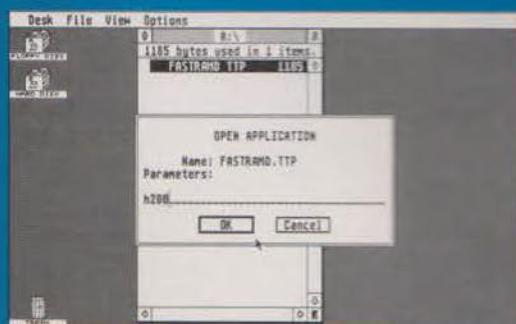 Desk File View Options
A:\
1185 bytes used in 1 items.
FASTRAMD TTP 1185
FLOPPY DISK
HARD DISK
OPEN APPLICATION
Name: FASTRAMD.TTP
Parameters:
h200
OK Cancel
TRASH